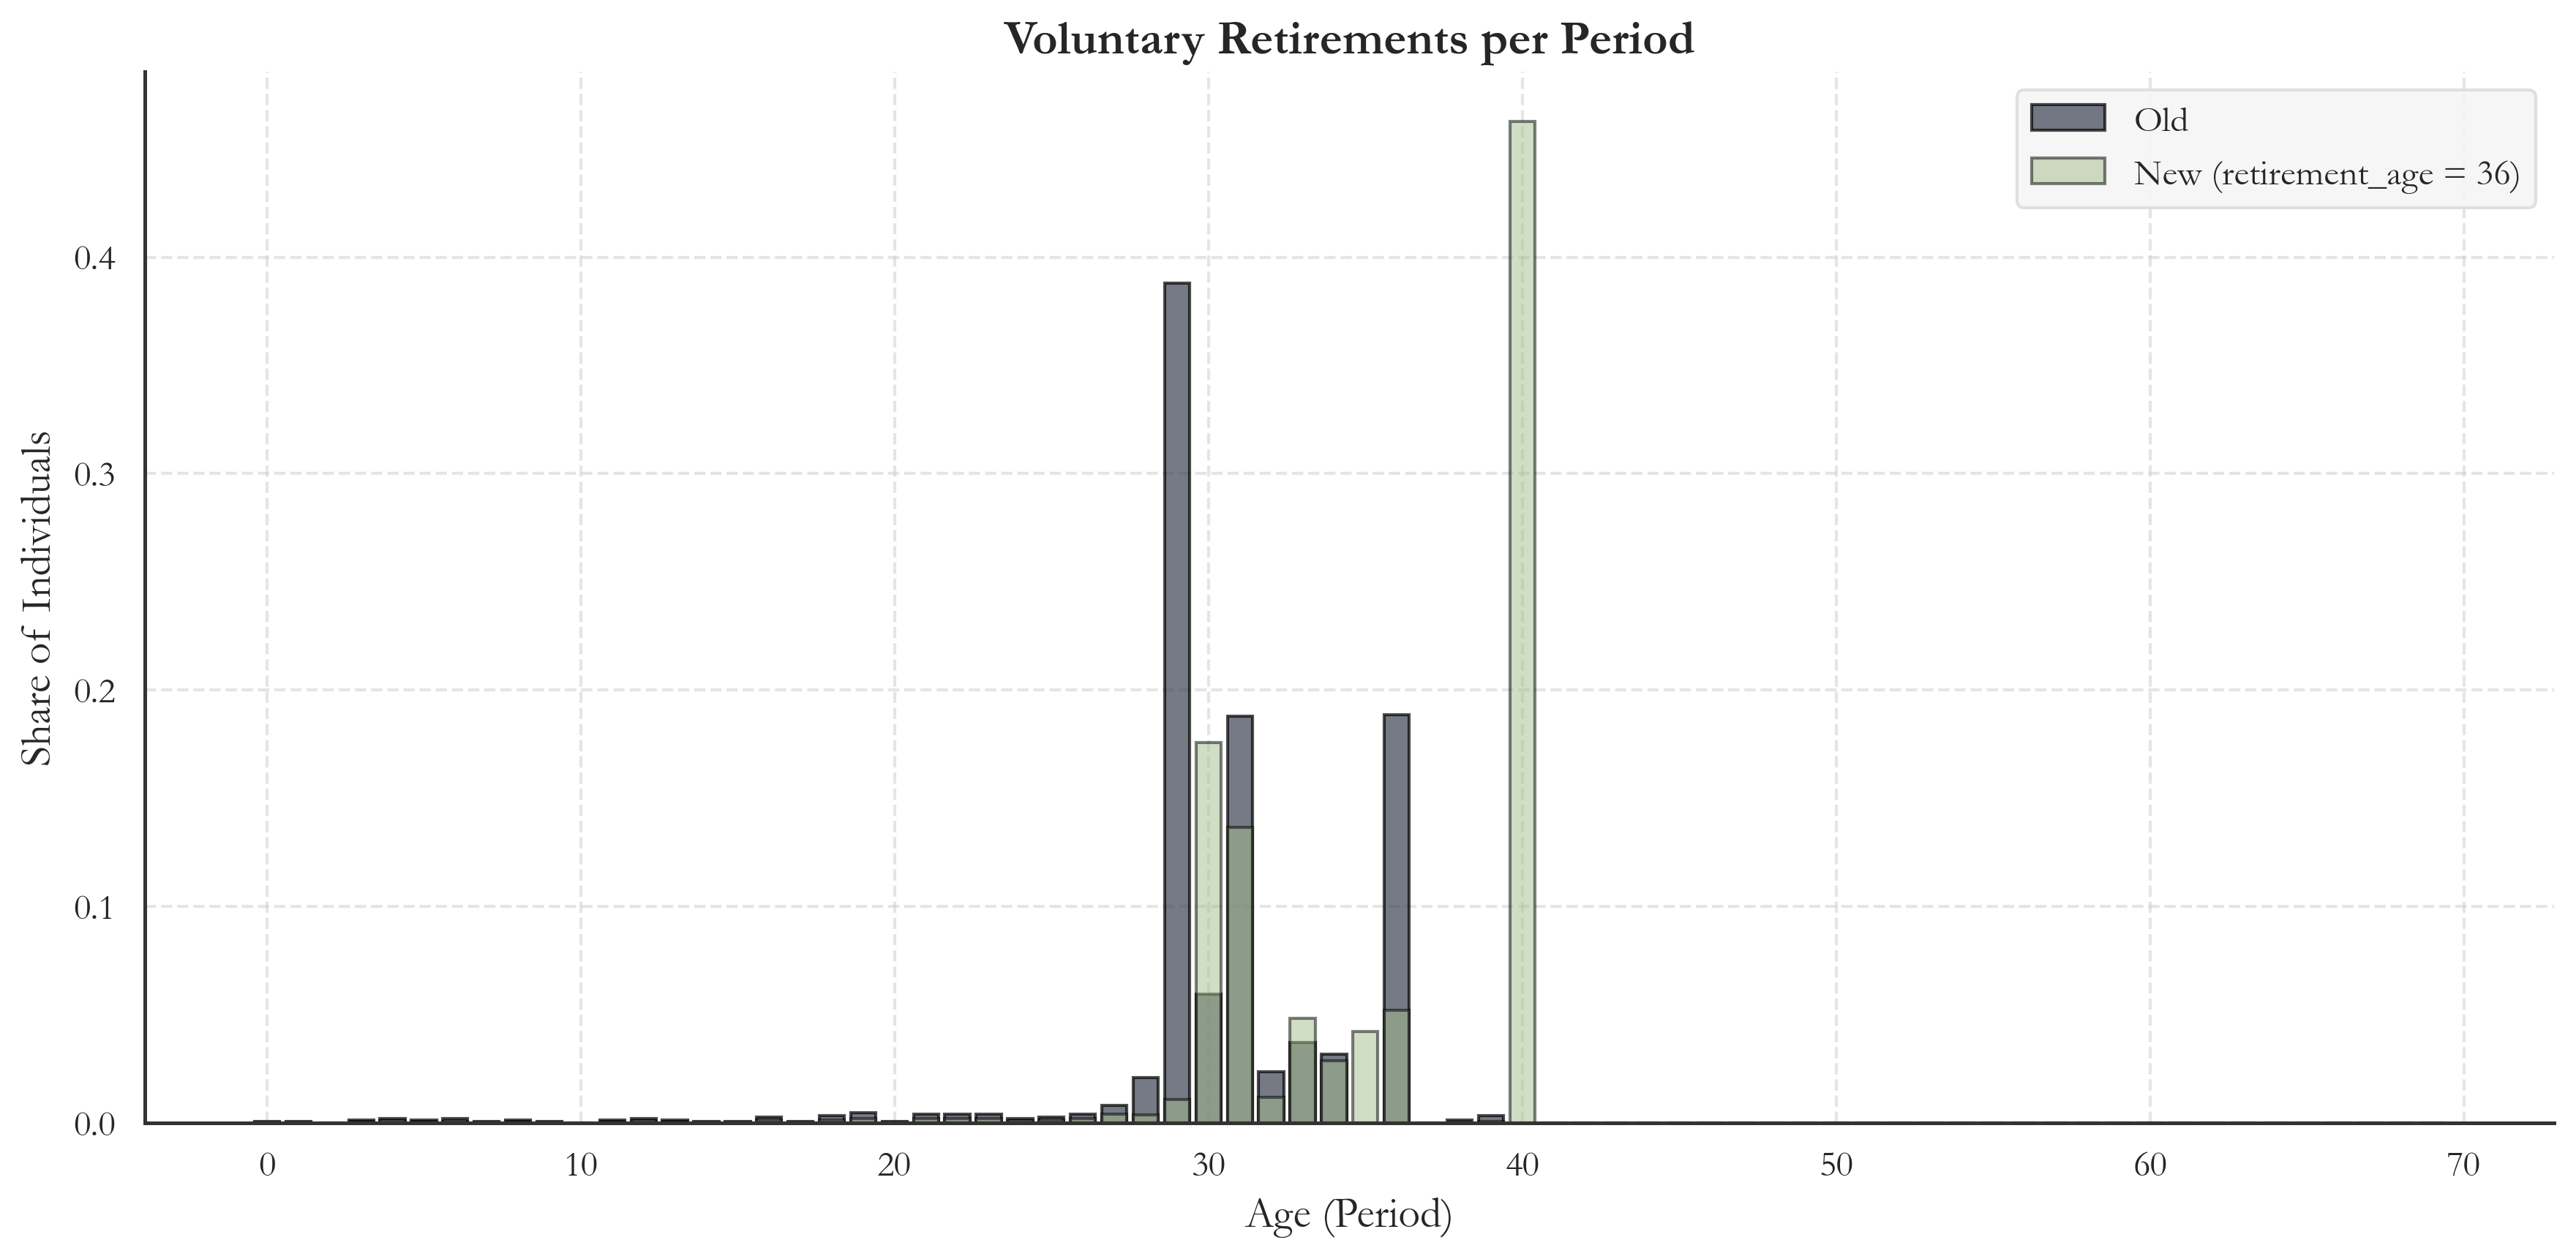 Voluntary Retirements per Period
Old
New (retirement_age = 36)
Share of Individuals
0.4
0.3
0.2
0.1
0.0
0 10 20 30 40 50 60 70
Age (Period)